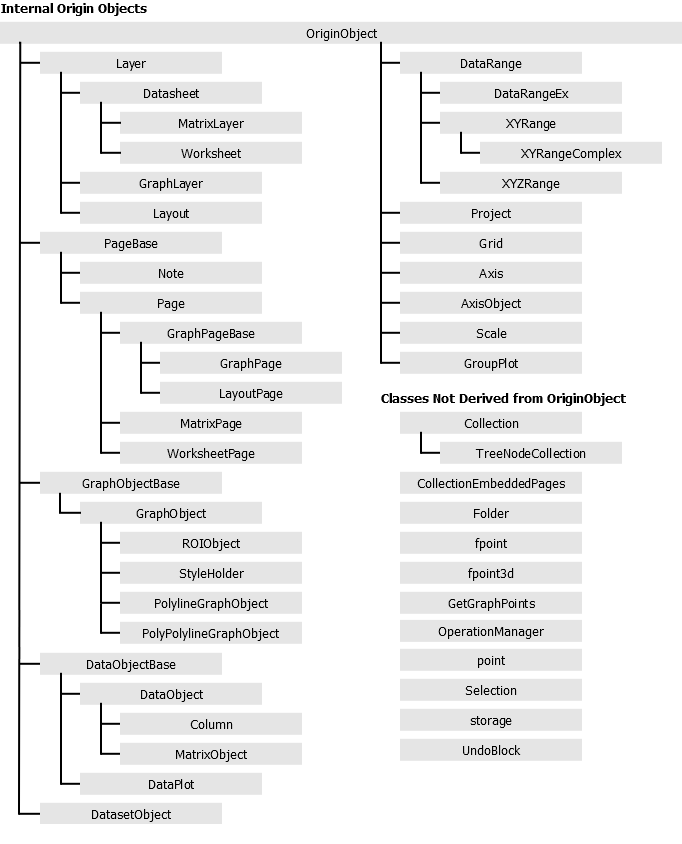 Internal Origin Objects
OriginObject
Layer
Datasheet
MatrixLayer
Worksheet
GraphLayer
Layout
PageBase
Note
Page
GraphPageBase
GraphPage
LayoutPage
MatrixPage
WorksheetPage
GraphObjectBase
GraphObject
ROIObject
StyleHolder
PolylineGraphObject
PolyPolylineGraphObject
DataObjectBase
DataObject
Column
MatrixObject
DataPlot
DatasetObject
DataRange
DataRangeEx
XYRange
XYRangeComplex
XYZRange
Project
Grid
Axis
AxisObject
Scale
GroupPlot
Classes Not Derived from OriginObject
Collection
TreeNodeCollection
CollectionEmbeddedPages
Folder
fpoint
fpoint3d
GetGraphPoints
OperationManager
point
Selection
storage
UndoBlock